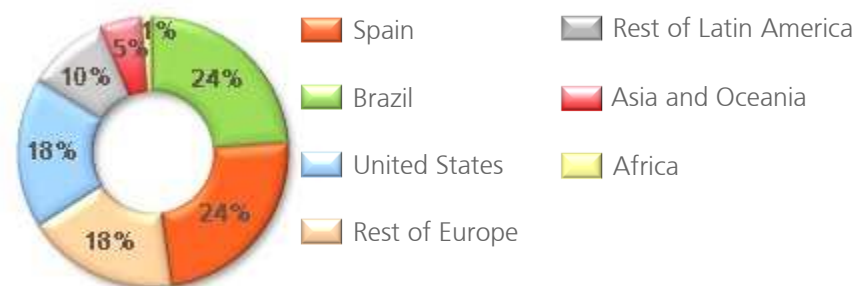 1%
5%
10%
24%
18%
24%
18%
Spain
Brazil
United States
Rest of Europe
Rest of Latin America
Asia and Oceania
Africa